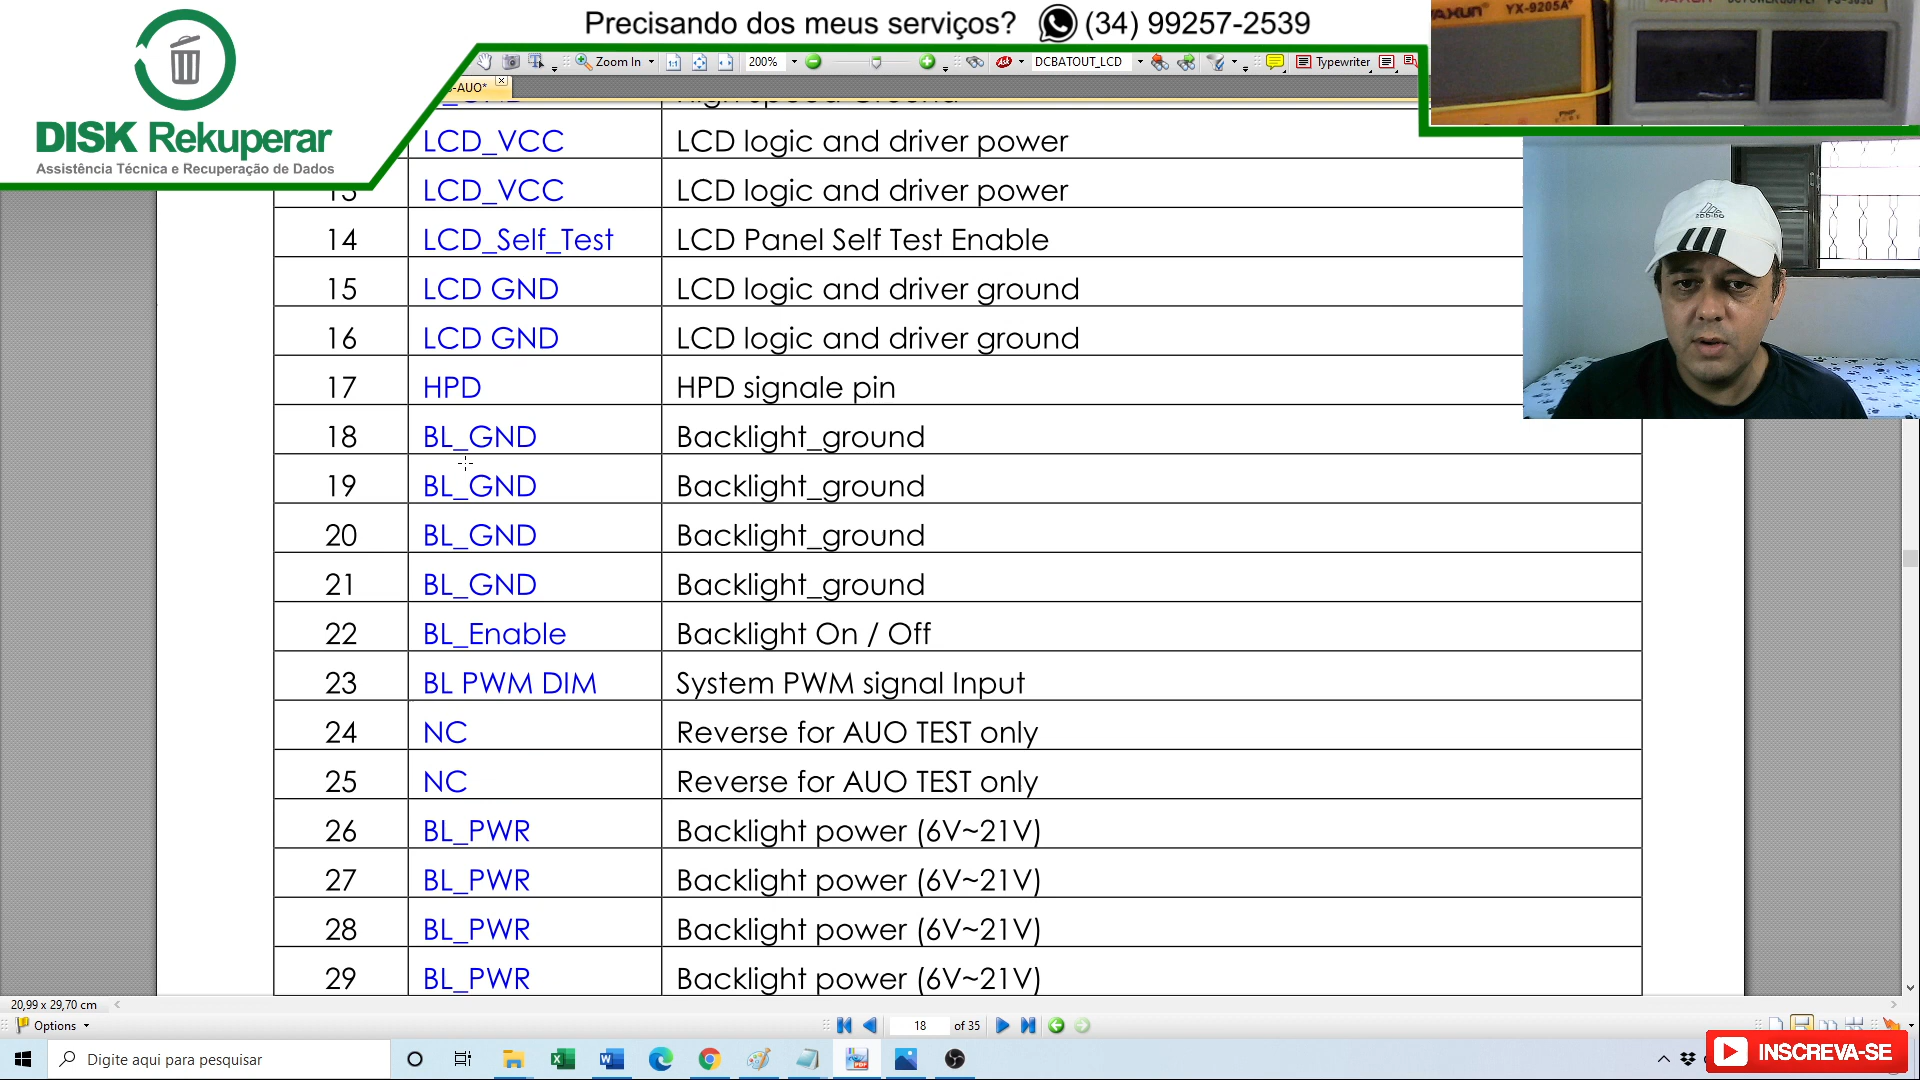 Precisando dos meus serviços? (34) 99257-2539
YX-9205A
DISK Rekuperar
Assistência Técnica e Recuperação de Dados
Zoom In 200% DCBATOUT_LCD Typewriter
-AUO*
LCD_VCC LCD logic and driver power
13 LCD_VCC LCD logic and driver power
14 LCD_Self_Test LCD Panel Self Test Enable
15 LCD GND LCD logic and driver ground
16 LCD GND LCD logic and driver ground
17 HPD HPD signale pin
18 BL_GND Backlight_ground
19 BL_GND Backlight_ground
20 BL_GND Backlight_ground
21 BL_GND Backlight_ground
22 BL_Enable Backlight On / Off
23 BL PWM DIM System PWM signal Input
24 NC Reverse for AUO TEST only
25 NC Reverse for AUO TEST only
26 BL_PWR Backlight power (6V~21V)
27 BL_PWR Backlight power (6V~21V)
28 BL_PWR Backlight power (6V~21V)
29 BL_PWR Backlight power (6V~21V)
20,99 x 29,70 cm
Options 18 of 35
Digite aqui para pesquisar
INSCREVA-SE